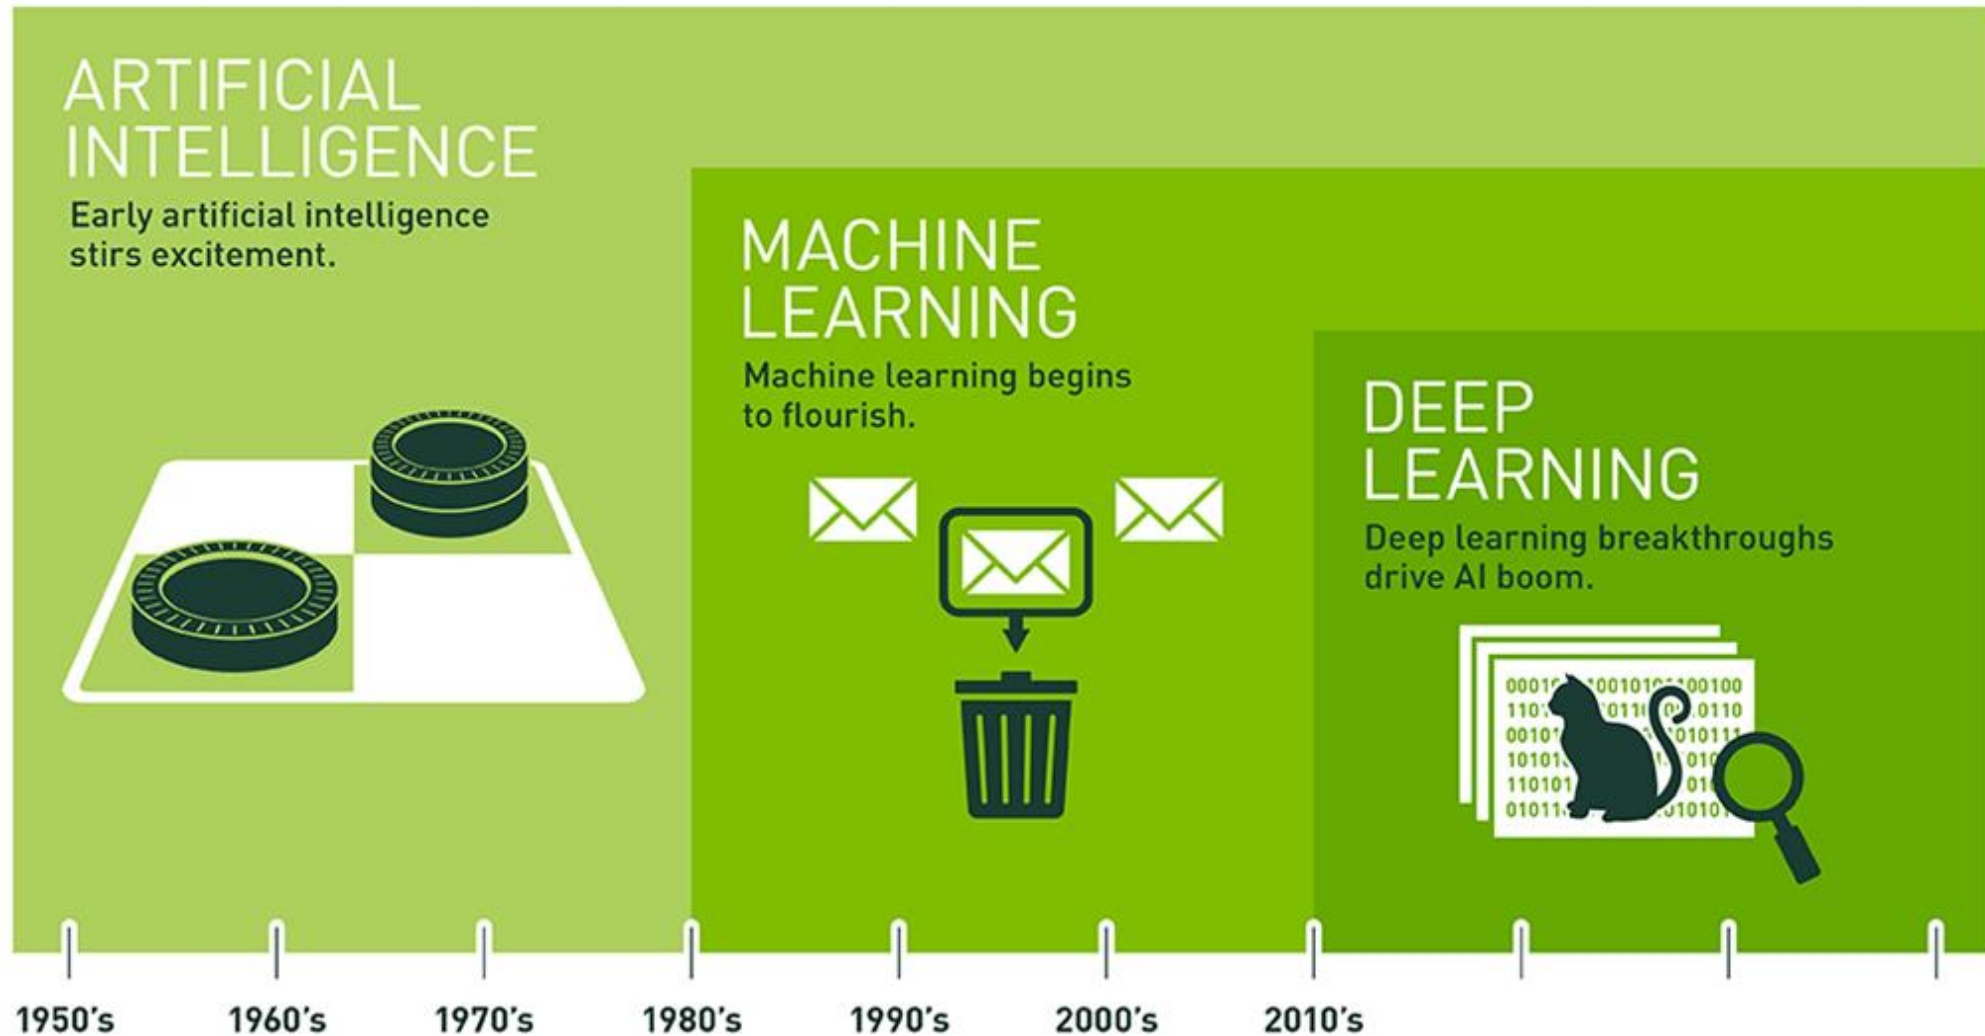 ARTIFICIAL
INTELLIGENCE
Early artificial intelligence
stirs excitement.
MACHINE
LEARNING
Machine learning begins
to flourish.
DEEP
LEARNING
Deep learning breakthroughs
drive AI boom.
1950's 1960's 1970's 1980's 1990's 2000's 2010's